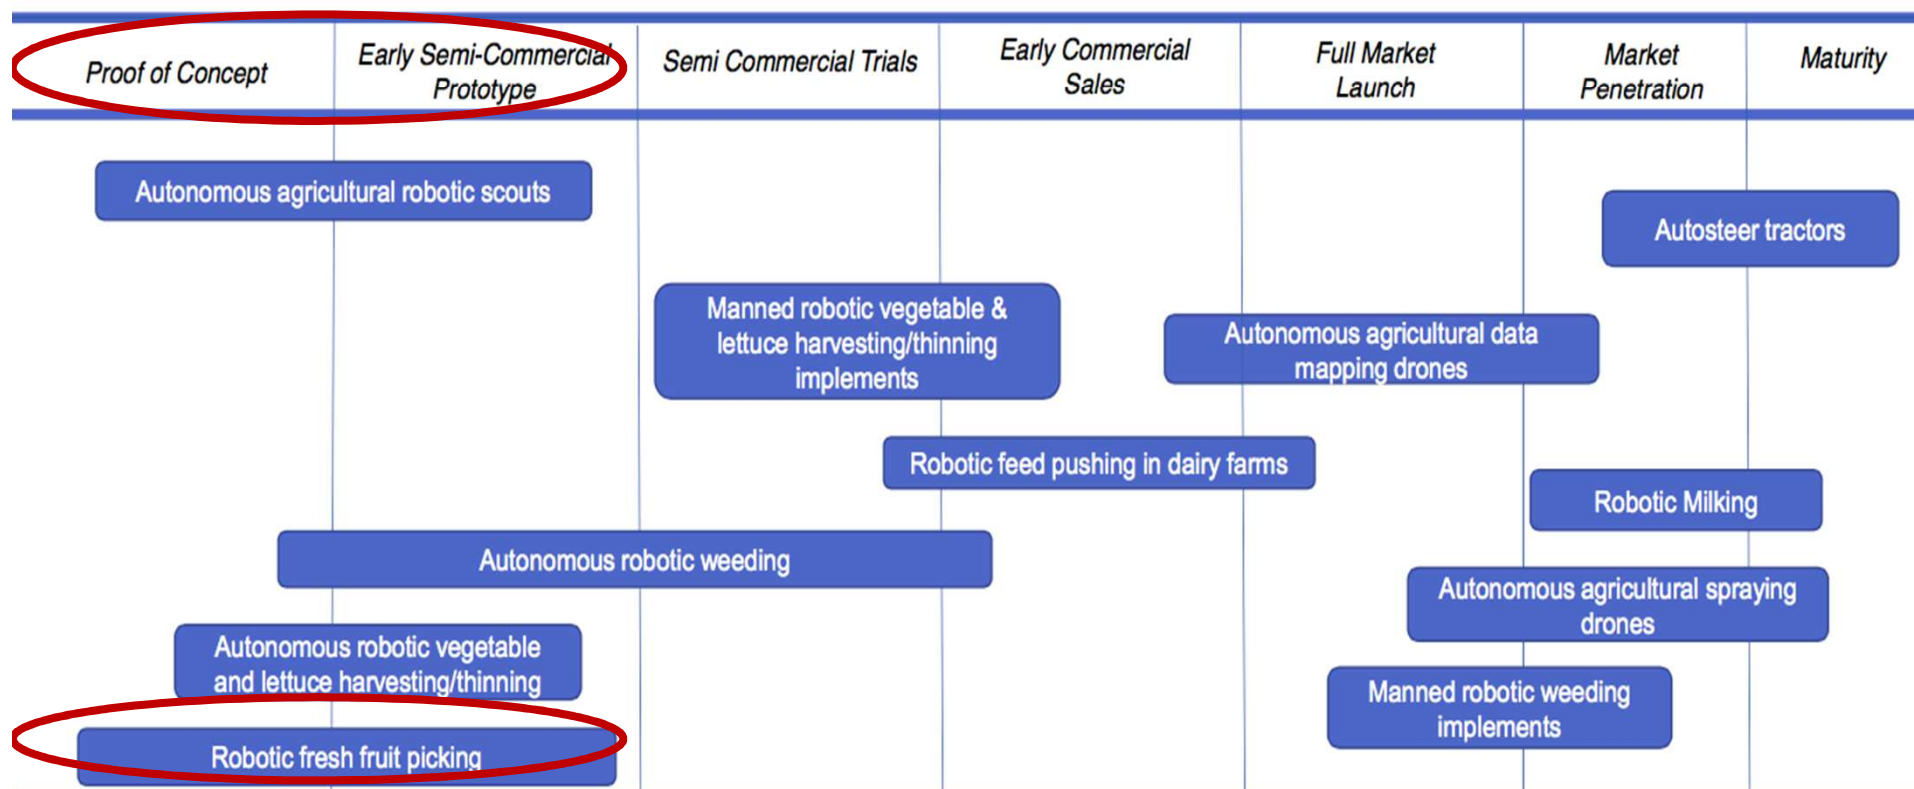 Proof of Concept
Early Semi-Commercial
Prototype
Semi Commercial Trials
Early Commercial
Sales
Full Market
Launch
Market
Penetration
Maturity
Autonomous agricultural robotic scouts
Autosteer tractors
Manned robotic vegetable &
lettuce harvesting/thinning
implements
Autonomous agricultural data
mapping drones
Robotic feed pushing in dairy farms
Robotic Milking
Autonomous robotic weeding
Autonomous agricultural spraying
drones
Autonomous robotic vegetable
and lettuce harvesting/thinning
Manned robotic weeding
implements
Robotic fresh fruit picking